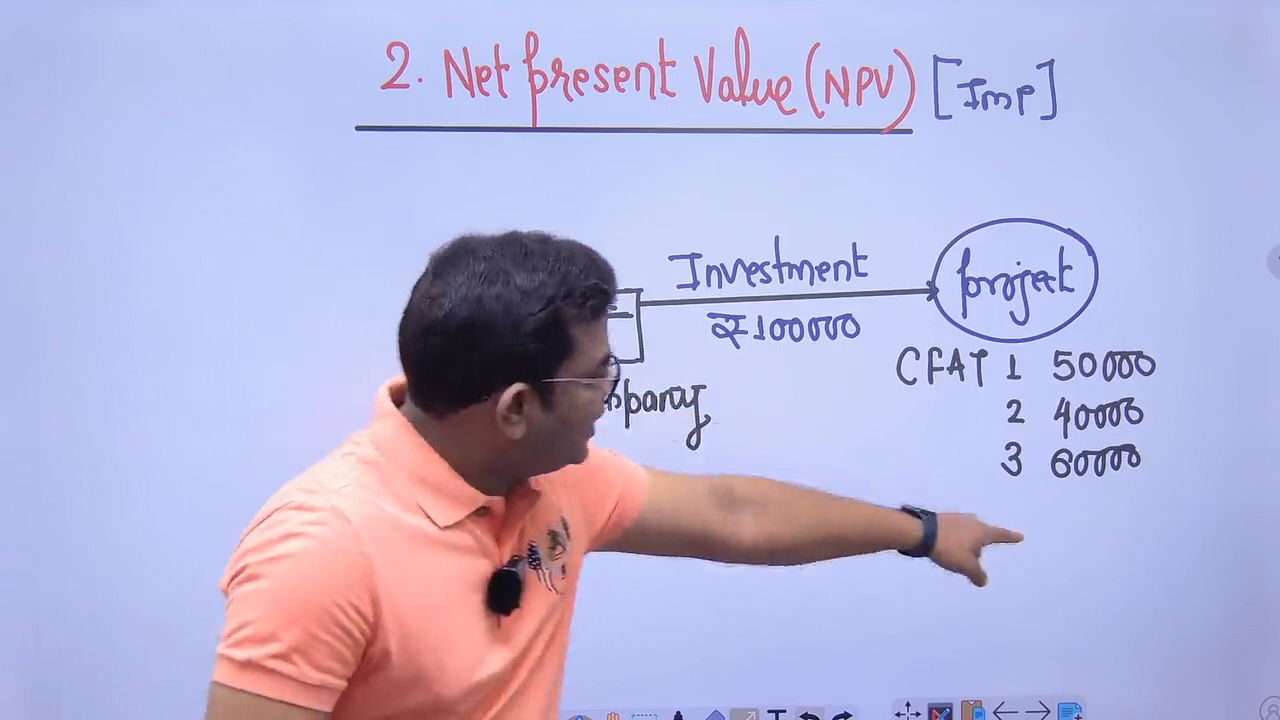 2. Net present Value (NPV) [Imp]
Investment
₹100000
project
CFAT 1 50000
2 40000
3 60000